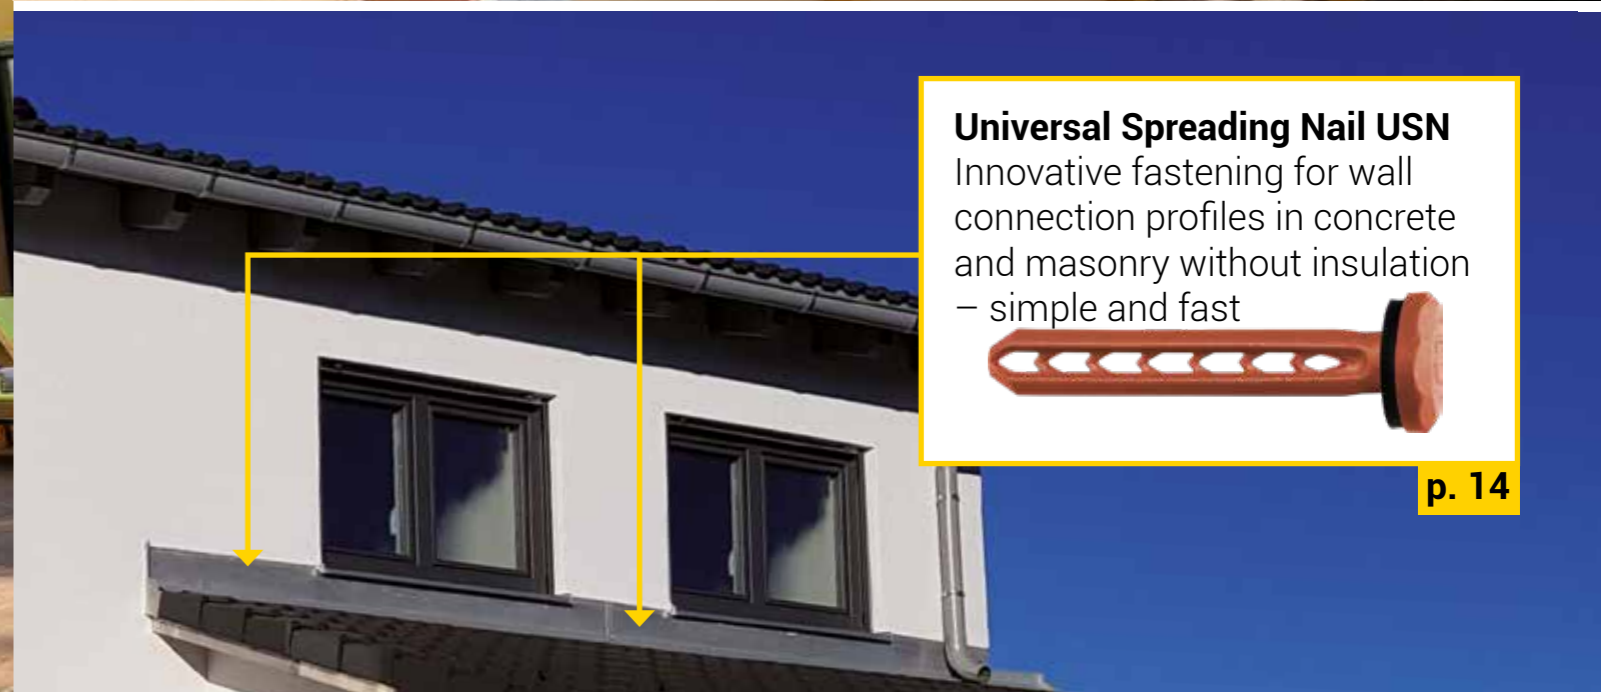 Universal Spreading Nail USN
Innovative fastening for wall
connection profiles in concrete
and masonry without insulation
– simple and fast
p. 14